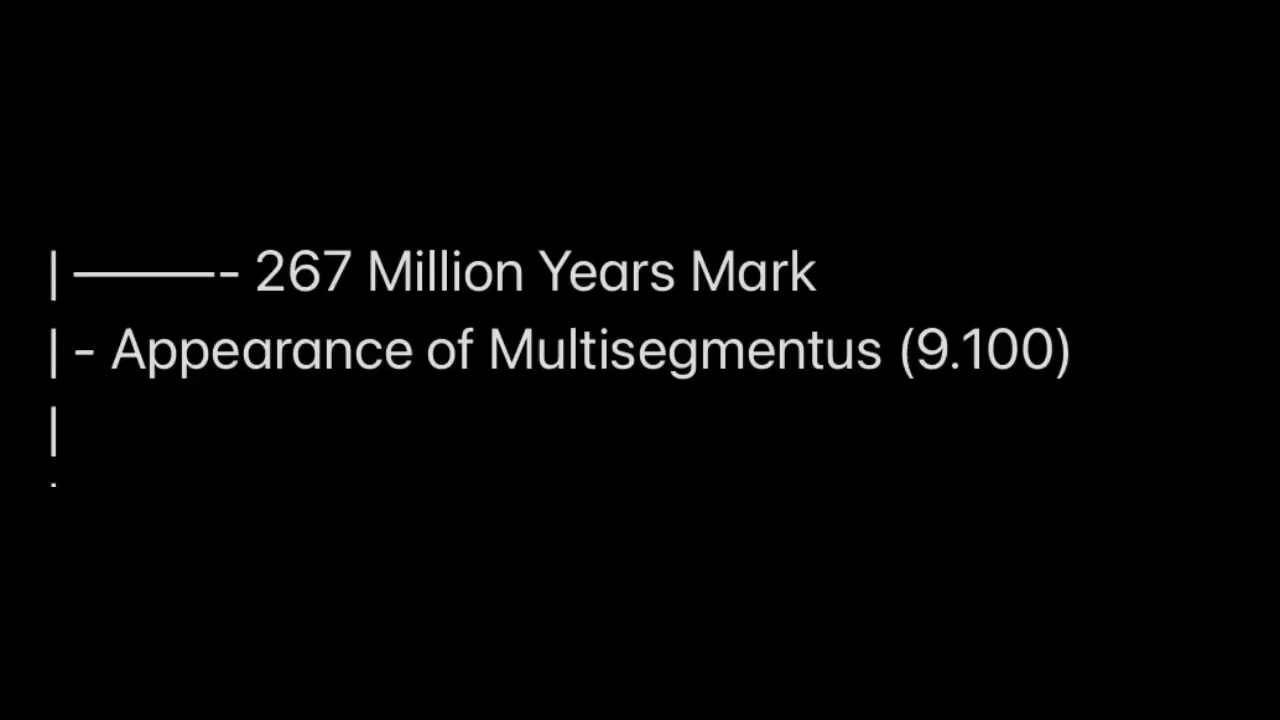 | ———- 267 Million Years Mark
| - Appearance of Multisegmentus (9.100)
|